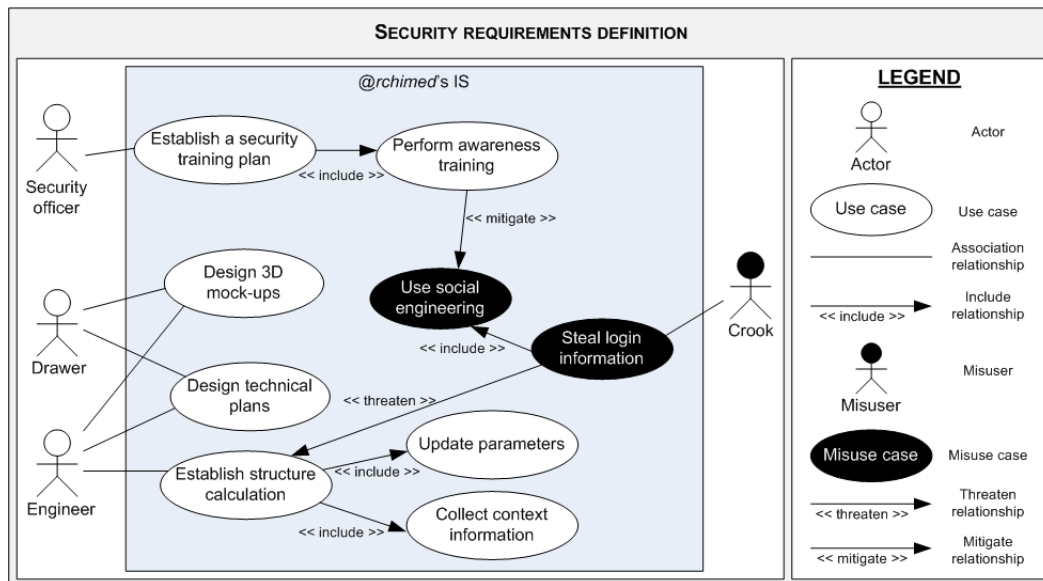 SECURITY REQUIREMENTS DEFINITION
@rchimed's IS
Establish a security
training plan
<< include >>
Perform awareness
training
Security
officer
<< mitigate >>
Design 3D
mock-ups
Use social
engineering
Crook
Steal login
information
<< include >>
Drawer
Design technical
plans
<< threaten >>
Update parameters
<< include >>
Establish structure
calculation
Engineer
<< include >>
Collect context
information
LEGEND
Actor
Actor
Use case
Use case
Association
relationship
<< include >>
Include
relationship
Misuser
Misuser
Misuse case
Misuse case
<< threaten >>
Threaten
relationship
<< mitigate >>
Mitigate
relationship